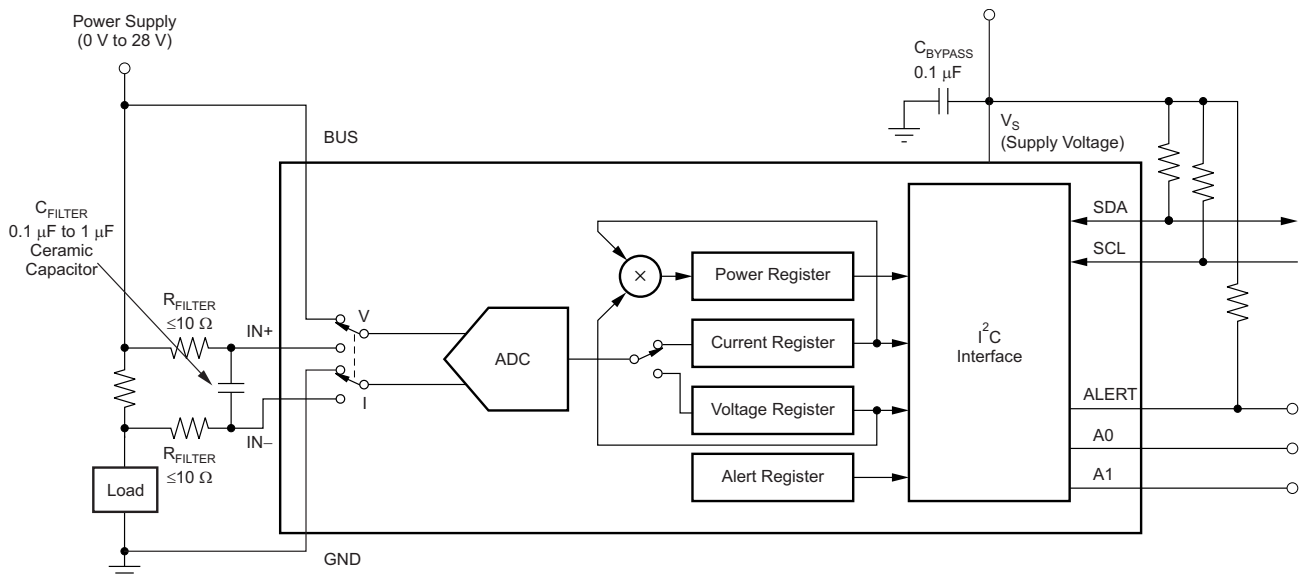 Power Supply
(0 V to 28 V)
C_BYPASS
0.1 μF
V_S
(Supply Voltage)
BUS
C_FILTER
0.1 μF to 1 μF
Ceramic
Capacitor
R_FILTER
≤10 Ω
IN+
V
I
IN–
R_FILTER
≤10 Ω
Load
GND
ADC
×
Power Register
Current Register
Voltage Register
Alert Register
I²C
Interface
SDA
SCL
ALERT
A0
A1